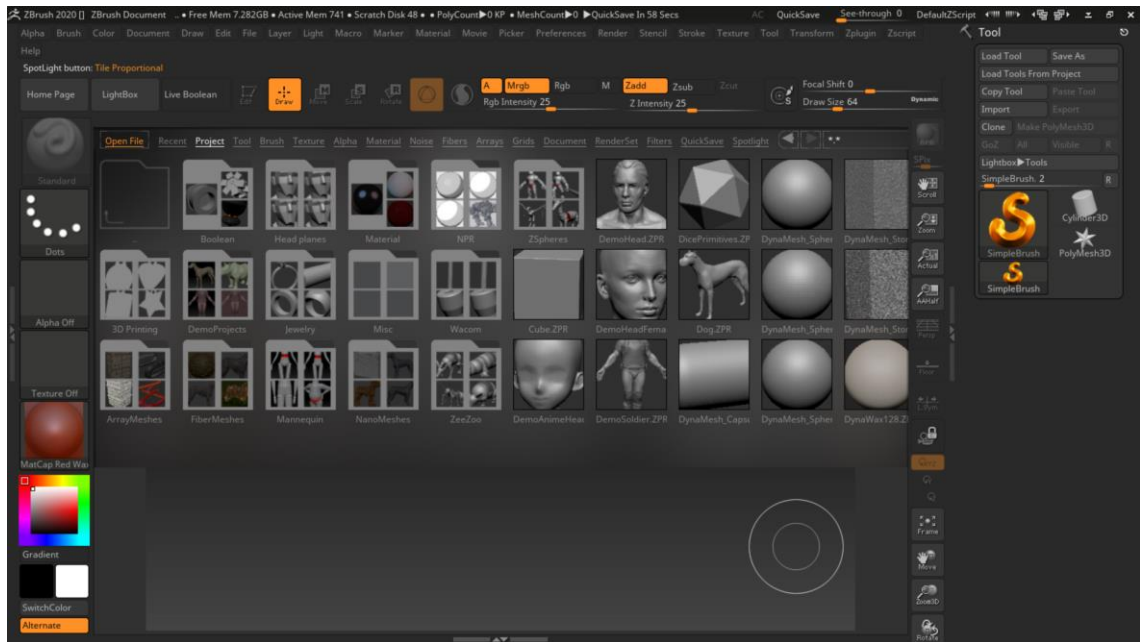 ZBrush 2020 [] ZBrush Document .. • Free Mem 7.282GB • Active Mem 741 • Scratch Disk 48 • • PolyCount▶0 KP • MeshCount▶0 ▶QuickSave In 58 Secs AC QuickSave See-through 0 DefaultZScript
Alpha Brush Color Document Draw Edit File Layer Light Macro Marker Material Movie Picker Preferences Render Stencil Stroke Texture Tool Transform Zplugin Zscript
Help
SpotLight button: Tile Proportional
Home Page LightBox Live Boolean Edit Draw Move Scale Rotate A Mrgb Rgb M Zadd Zsub Zcut Focal Shift 0
Rgb Intensity 25 Z Intensity 25 S Draw Size 64 Dynamic
Open File Recent Project Tool Brush Texture Alpha Material Noise Fibers Arrays Grids Document RenderSet Filters QuickSave Spotlight
Standard
Dots
Alpha Off
Texture Off
MatCap Red Wax
Gradient
SwitchColor
Alternate
.. Boolean Head planes Material NPR ZSpheres DemoHead.ZPR DicePrimitives.ZP DynaMesh_Spher DynaMesh_Stor
3D Printing DemoProjects Jewelry Misc Wacom Cube.ZPR DemoHeadFema Dog.ZPR DynaMesh_Spher DynaMesh_Stor
ArrayMeshes FiberMeshes Mannequin NanoMeshes ZeeZoo DemoAnimeHea DemoSoldier.ZPR DynaMesh_Capsu DynaMesh_Spher DynaWax128.Z
SPix
Scroll
Zoom
Actual
AAHalf
Persp
Floor
L.Sym
Frame
Move
Zoom3D
Rotate
Tool
Load Tool Save As
Load Tools From Project
Copy Tool Paste Tool
Import Export
Clone Make PolyMesh3D
GoZ All Visible R
Lightbox▶Tools
SimpleBrush. 2 R
SimpleBrush Cylinder3D
PolyMesh3D
SimpleBrush